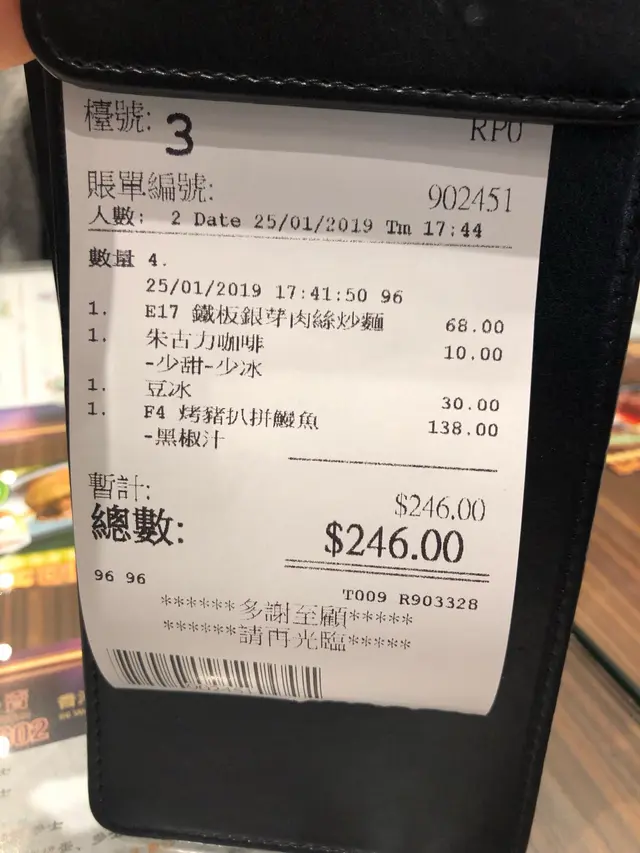 檯號: 3 RP0
賬單編號: 902451
人數: 2 Date 25/01/2019 Tm 17:44
數量 4.
25/01/2019 17:41:50 96
1. E17 鐵板銀芽肉絲炒麵 68.00
1. 朱古力咖啡 10.00
-少甜-少冰
1. 豆冰 30.00
1. F4 烤豬扒拼鰻魚 138.00
-黑椒汁
暫計: $246.00
總數: $246.00
96 96
T009 R903328
******多謝至顧*****
******請再光臨*****